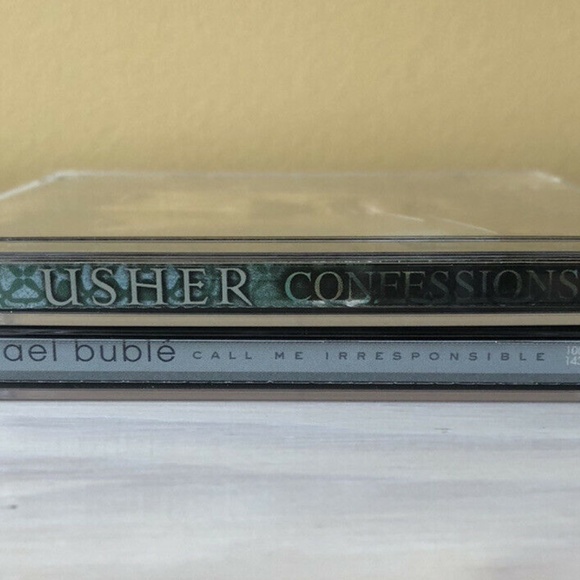 USHER CONFESSIONS
ael bublé CALL ME IRRESPONSIBLE